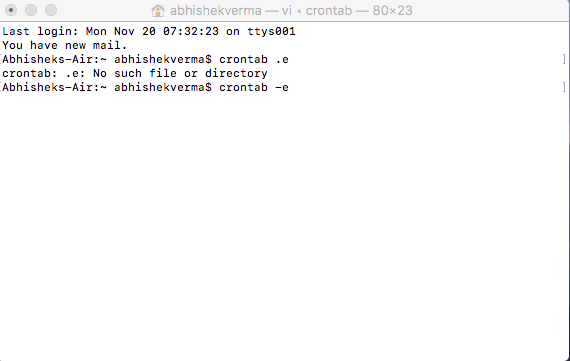 abhishekverma — vi • crontab — 80×23
Last login: Mon Nov 20 07:32:23 on ttys001
You have new mail.
[Abhisheks-Air:~ abhishekverma$ crontab .e ]
crontab: .e: No such file or directory
[Abhisheks-Air:~ abhishekverma$ crontab -e ]